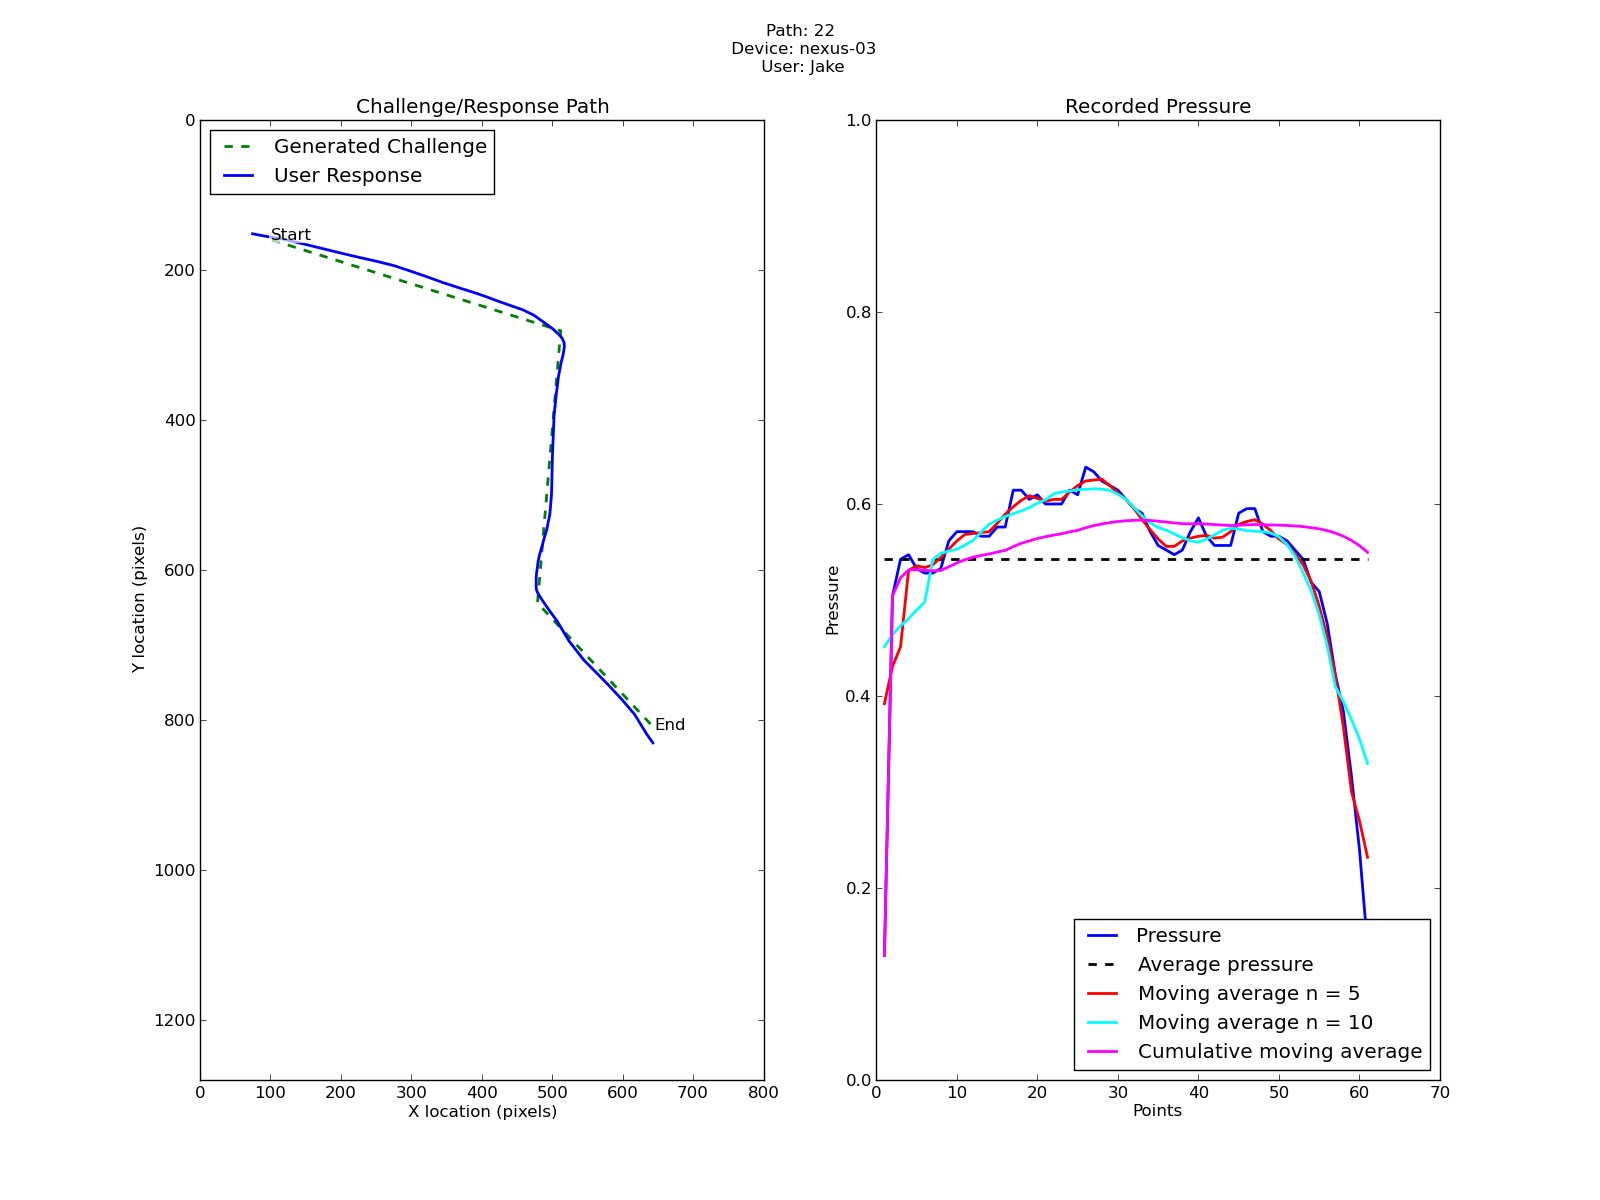 Path: 22
Device: nexus-03
User: Jake
Challenge/Response Path
Generated Challenge
User Response
Start
End
0
200
400
600
800
1000
1200
Y location (pixels)
0 100 200 300 400 500 600 700 800
X location (pixels)
Recorded Pressure
1.0
0.8
0.6
0.4
0.2
0.0
Pressure
Pressure
Average pressure
Moving average n = 5
Moving average n = 10
Cumulative moving average
0 10 20 30 40 50 60 70
Points